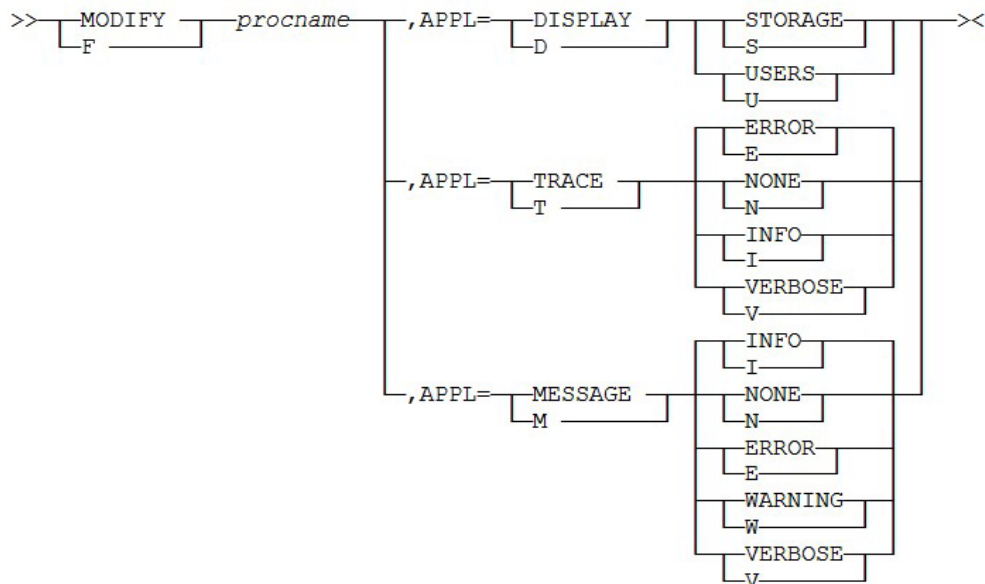 >>MODIFY procname ,APPL= DISPLAY STORAGE ><
F D S
USERS
U
ERROR
E
,APPL= TRACE NONE
T N
INFO
I
VERBOSE
V
INFO
I
,APPL= MESSAGE NONE
M N
ERROR
E
WARNING
W
VERBOSE
V